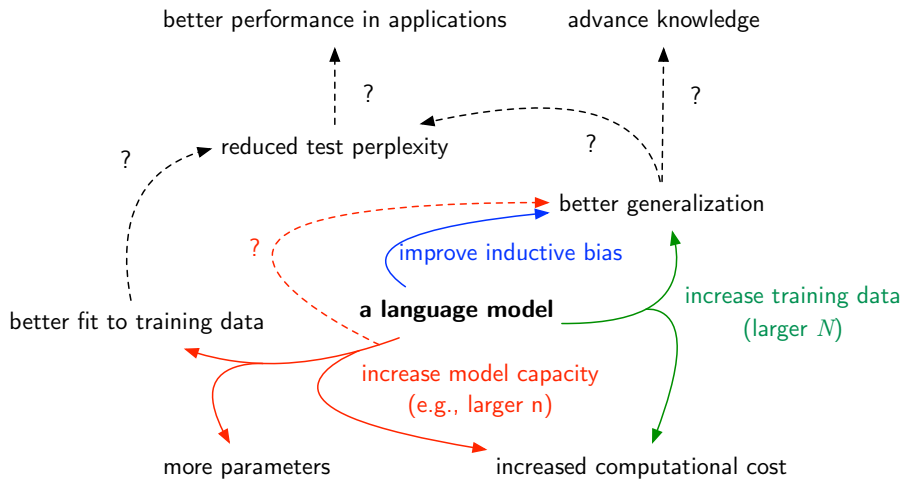 better performance in applications
advance knowledge
?
?
reduced test perplexity
?
?
better generalization
?
improve inductive bias
increase training data
(larger N)
a language model
better fit to training data
increase model capacity
(e.g., larger n)
more parameters
increased computational cost